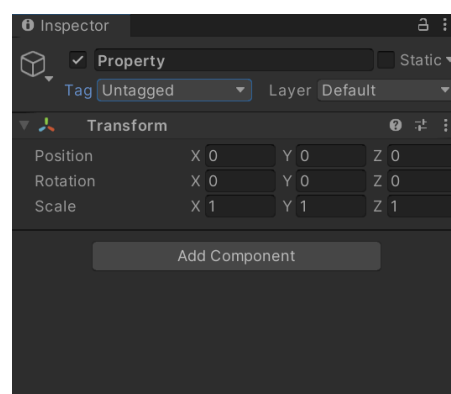 Inspector
Property Static
Tag Untagged Layer Default
Transform
Position X 0 Y 0 Z 0
Rotation X 0 Y 0 Z 0
Scale X 1 Y 1 Z 1
Add Component